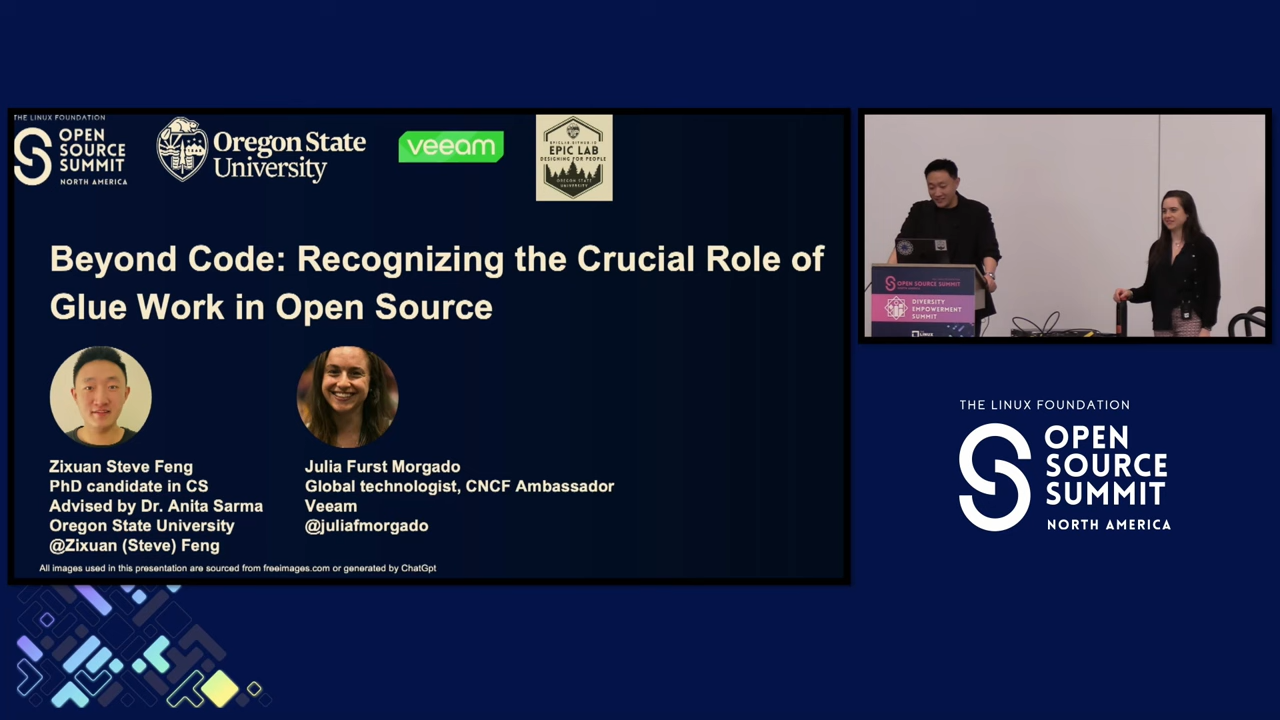 THE LINUX FOUNDATION
OPEN
SOURCE
SUMMIT
NORTH AMERICA
Oregon State
University
veeam
EPIC LAB
DESIGNING FOR PEOPLE
OREGON STATE
UNIVERSITY
Beyond Code: Recognizing the Crucial Role of
Glue Work in Open Source
Zixuan Steve Feng
PhD candidate in CS
Advised by Dr. Anita Sarma
Oregon State University
@Zixuan (Steve) Feng
Julia Furst Morgado
Global technologist, CNCF Ambassador
Veeam
@juliafmorgado
All images used in this presentation are sourced from freeimages.com or generated by ChatGpt
OPEN SOURCE SUMMIT
DIVERSITY
EMPOWERMENT
SUMMIT
THE LINUX FOUNDATION
OPEN
SOURCE
SUMMIT
NORTH AMERICA